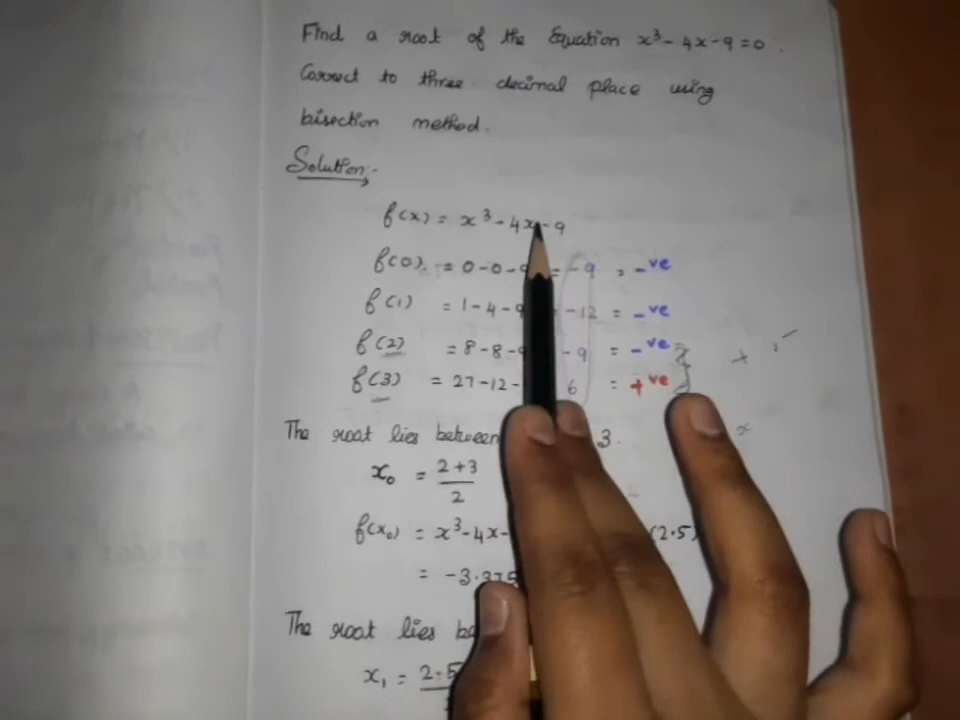 Find a root of the Equation x³ - 4x - 9 = 0.
Correct to three decimal place using
bisection method.
Solution:-
f(x) = x³ - 4x - 9
f(0) = 0 - 0 - 9 = -9 = -ve
f(1) = 1 - 4 - 9 -12 = -ve
f(2) = 8 - 8 - 9 -9 = -ve
f(3) = 27 - 12 - 6 = +ve
+, -
x
The root lies between 3.
x₀ = 2+3 / 2
f(x₀) = x³ - 4x - (2.5)
= -3.375
The root lies
x₁ = 2.5